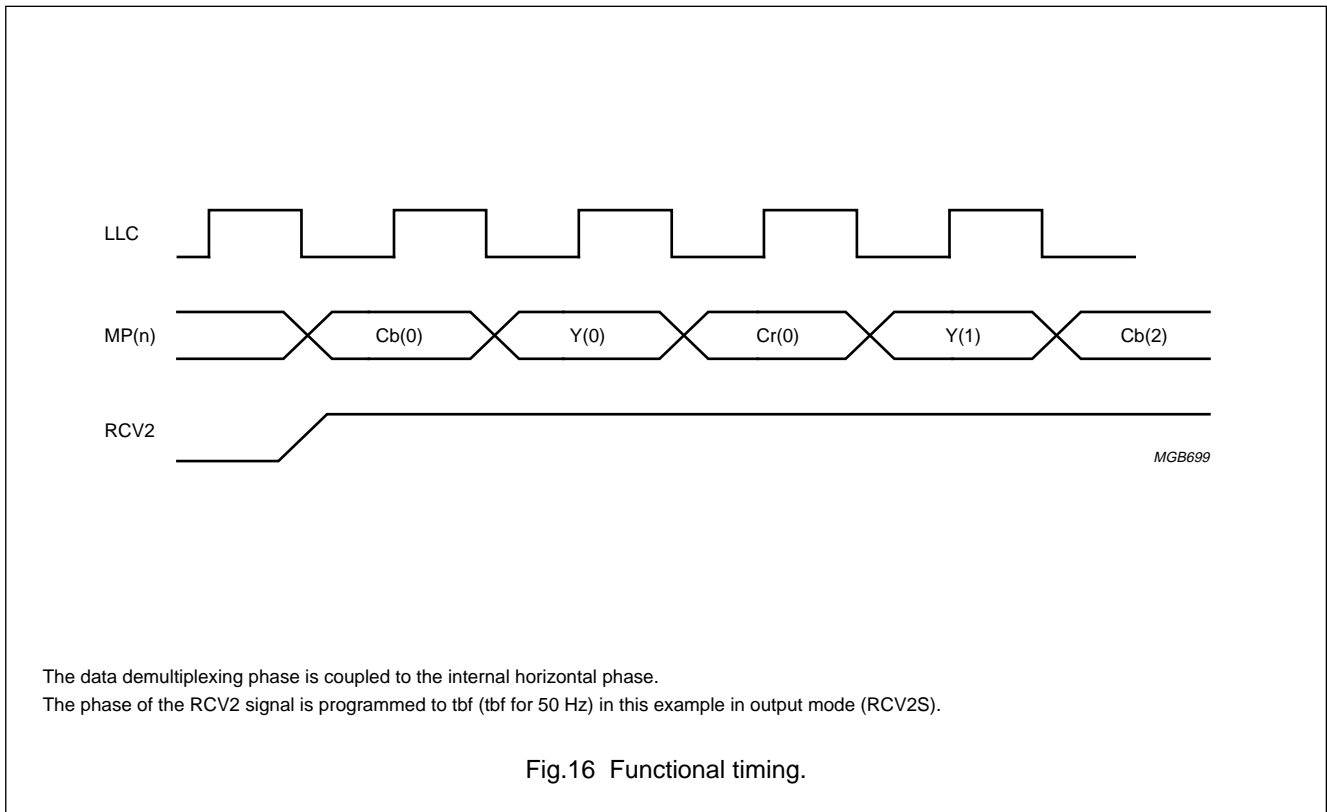 LLC
MP(n)
Cb(0) Y(0) Cr(0) Y(1) Cb(2)
RCV2
MGB699
The data demultiplexing phase is coupled to the internal horizontal phase.
The phase of the RCV2 signal is programmed to tbf (tbf for 50 Hz) in this example in output mode (RCV2S).
Fig.16 Functional timing.